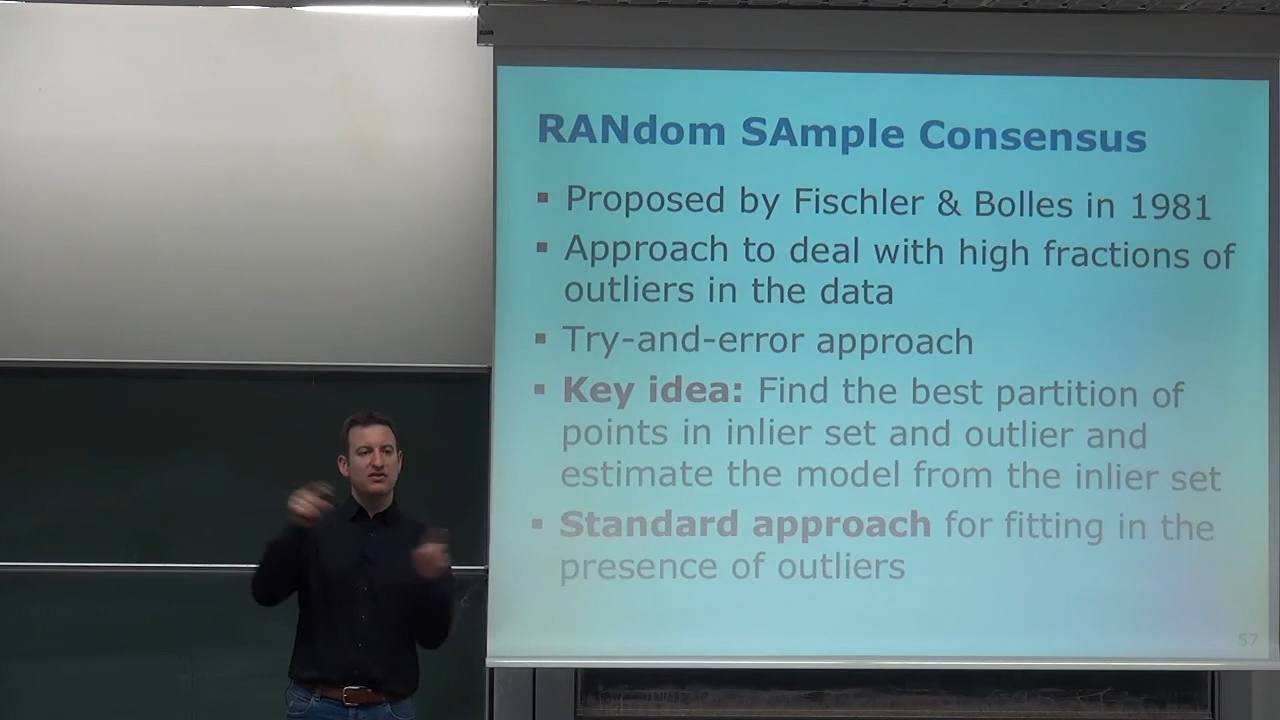 RANdom SAmple Consensus
▪ Proposed by Fischler & Bolles in 1981
▪ Approach to deal with high fractions of
outliers in the data
▪ Try-and-error approach
▪ Key idea: Find the best partition of
points in inlier set and outlier and
estimate the model from the inlier set
▪ Standard approach for fitting in the
presence of outliers
57